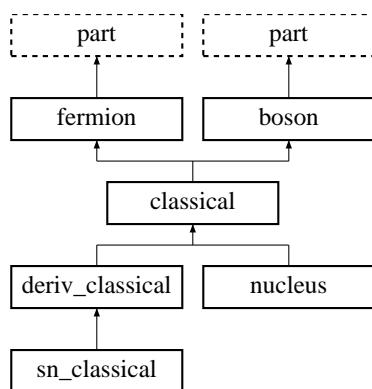 part
part
fermion
boson
classical
deriv_classical
nucleus
sn_classical